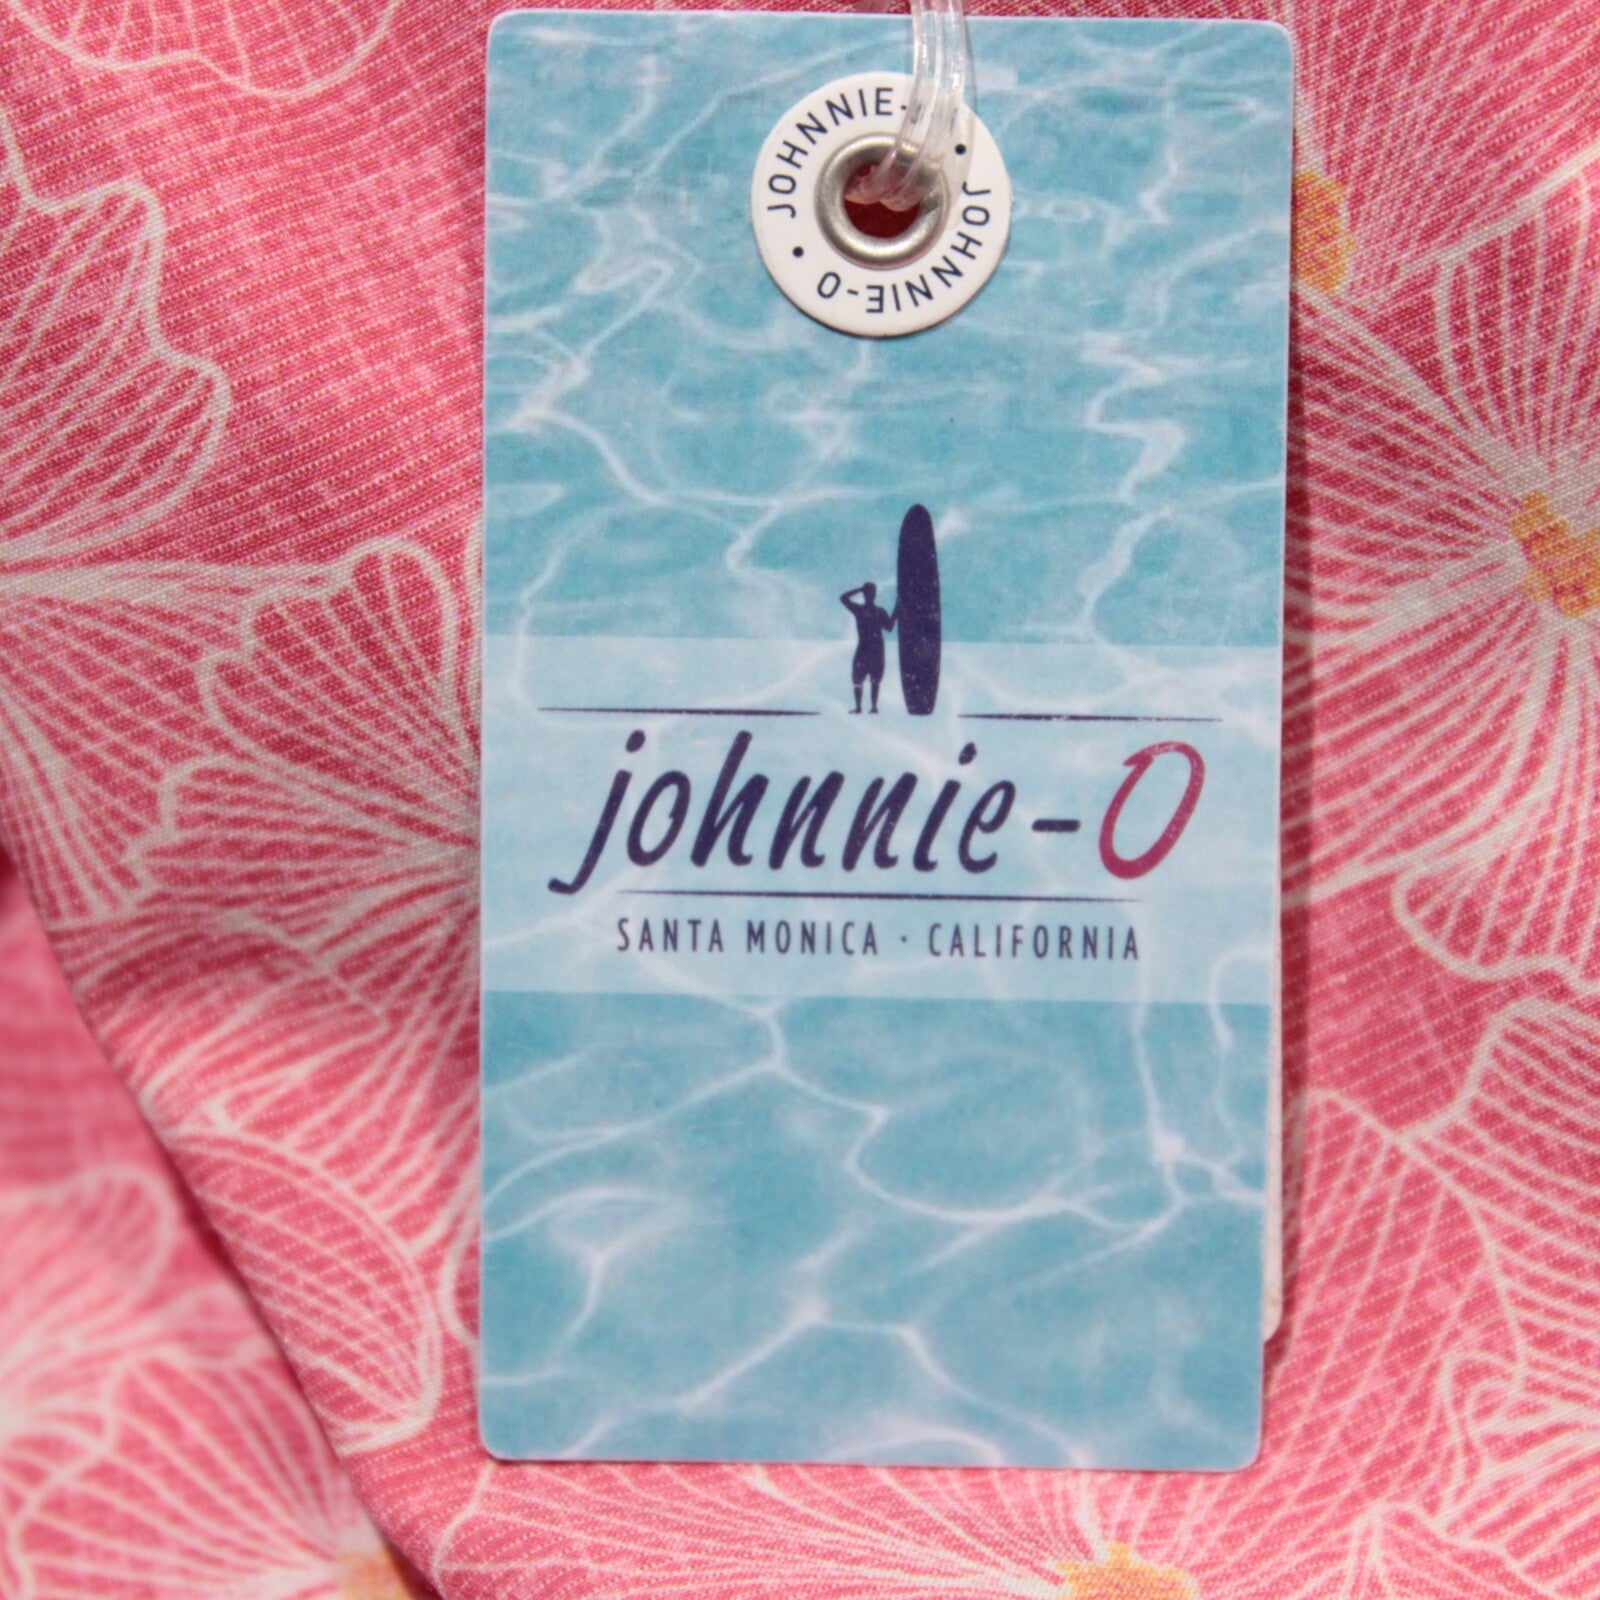 JOHNNIE-
• JOHNNIE-O •
johnnie-O
SANTA MONICA · CALIFORNIA